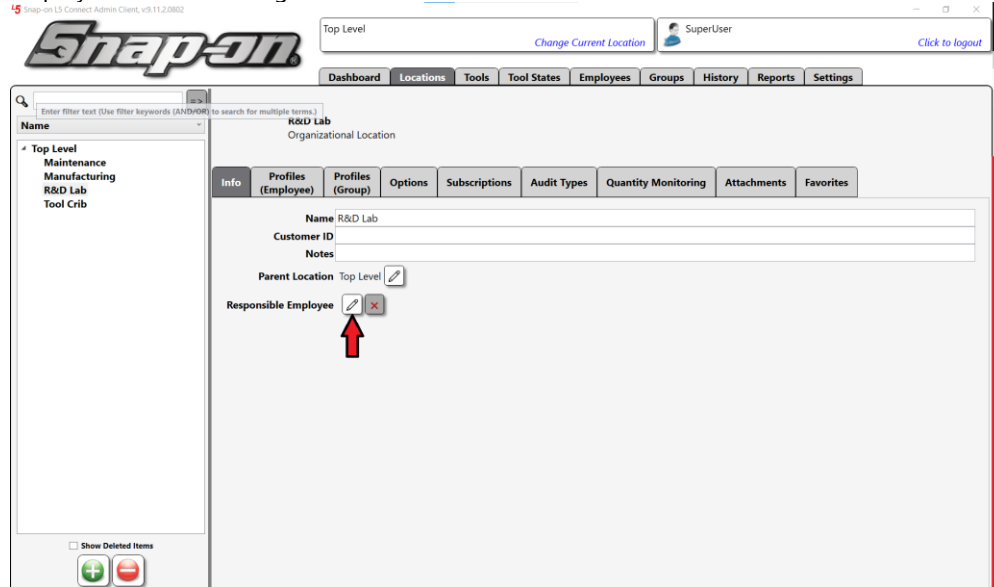 Snap-on L5 Connect Admin Client, v:9.11.2.0802
Snap-on
Top Level
Change Current Location
SuperUser
Click to logout
Dashboard Locations Tools Tool States Employees Groups History Reports Settings
=>
Enter filter text (Use filter keywords (AND/OR) to search for multiple terms.)
Name
R&D Lab
Organizational Location
Top Level
Maintenance
Manufacturing
R&D Lab
Tool Crib
Info Profiles (Employee) Profiles (Group) Options Subscriptions Audit Types Quantity Monitoring Attachments Favorites
Name R&D Lab
Customer ID
Notes
Parent Location Top Level
Responsible Employee
Show Deleted Items